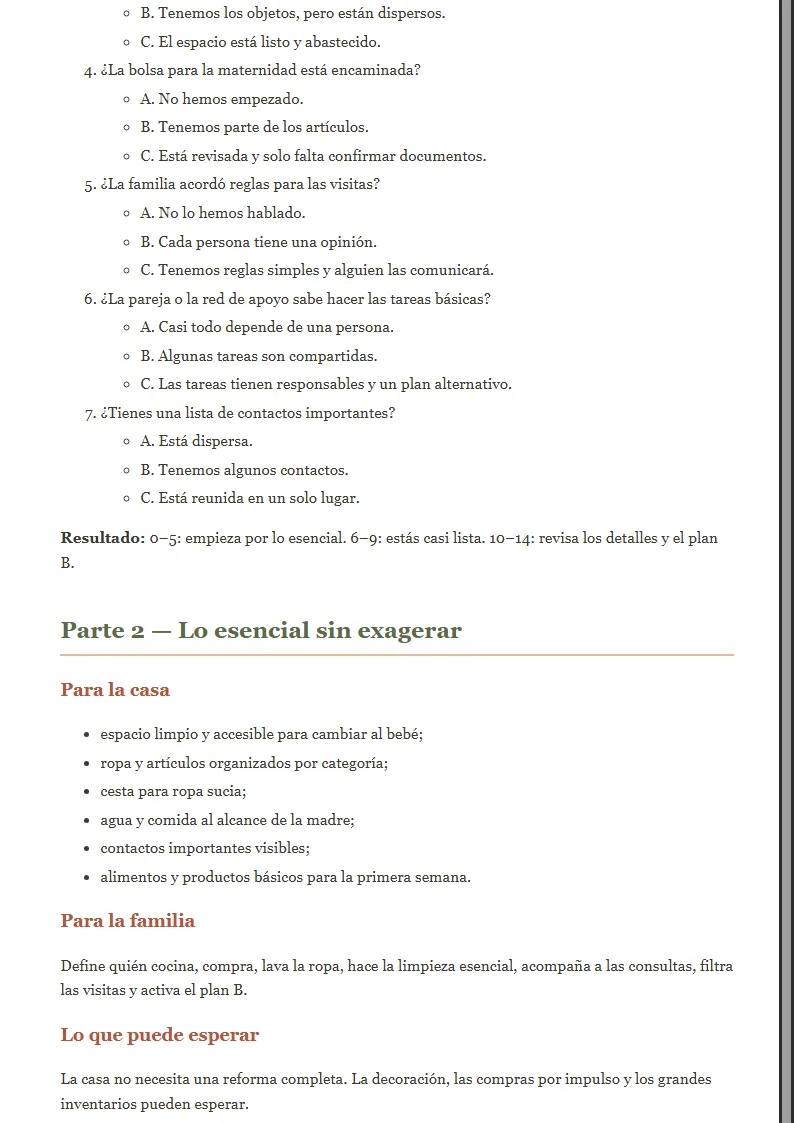 B. Tenemos los objetos, pero están dispersos.
C. El espacio está listo y abastecido.
4. ¿La bolsa para la maternidad está encaminada?
A. No hemos empezado.
B. Tenemos parte de los artículos.
C. Está revisada y solo falta confirmar documentos.
5. ¿La familia acordó reglas para las visitas?
A. No lo hemos hablado.
B. Cada persona tiene una opinión.
C. Tenemos reglas simples y alguien las comunicará.
6. ¿La pareja o la red de apoyo sabe hacer las tareas básicas?
A. Casi todo depende de una persona.
B. Algunas tareas son compartidas.
C. Las tareas tienen responsables y un plan alternativo.
7. ¿Tienes una lista de contactos importantes?
A. Está dispersa.
B. Tenemos algunos contactos.
C. Está reunida en un solo lugar.
Resultado: 0–5: empieza por lo esencial. 6–9: estás casi lista. 10–14: revisa los detalles y el plan
B.
Parte 2 — Lo esencial sin exagerar
Para la casa
espacio limpio y accesible para cambiar al bebé;
ropa y artículos organizados por categoría;
cesta para ropa sucia;
agua y comida al alcance de la madre;
contactos importantes visibles;
alimentos y productos básicos para la primera semana.
Para la familia
Define quién cocina, compra, lava la ropa, hace la limpieza esencial, acompaña a las consultas, filtra
las visitas y activa el plan B.
Lo que puede esperar
La casa no necesita una reforma completa. La decoración, las compras por impulso y los grandes
inventarios pueden esperar.